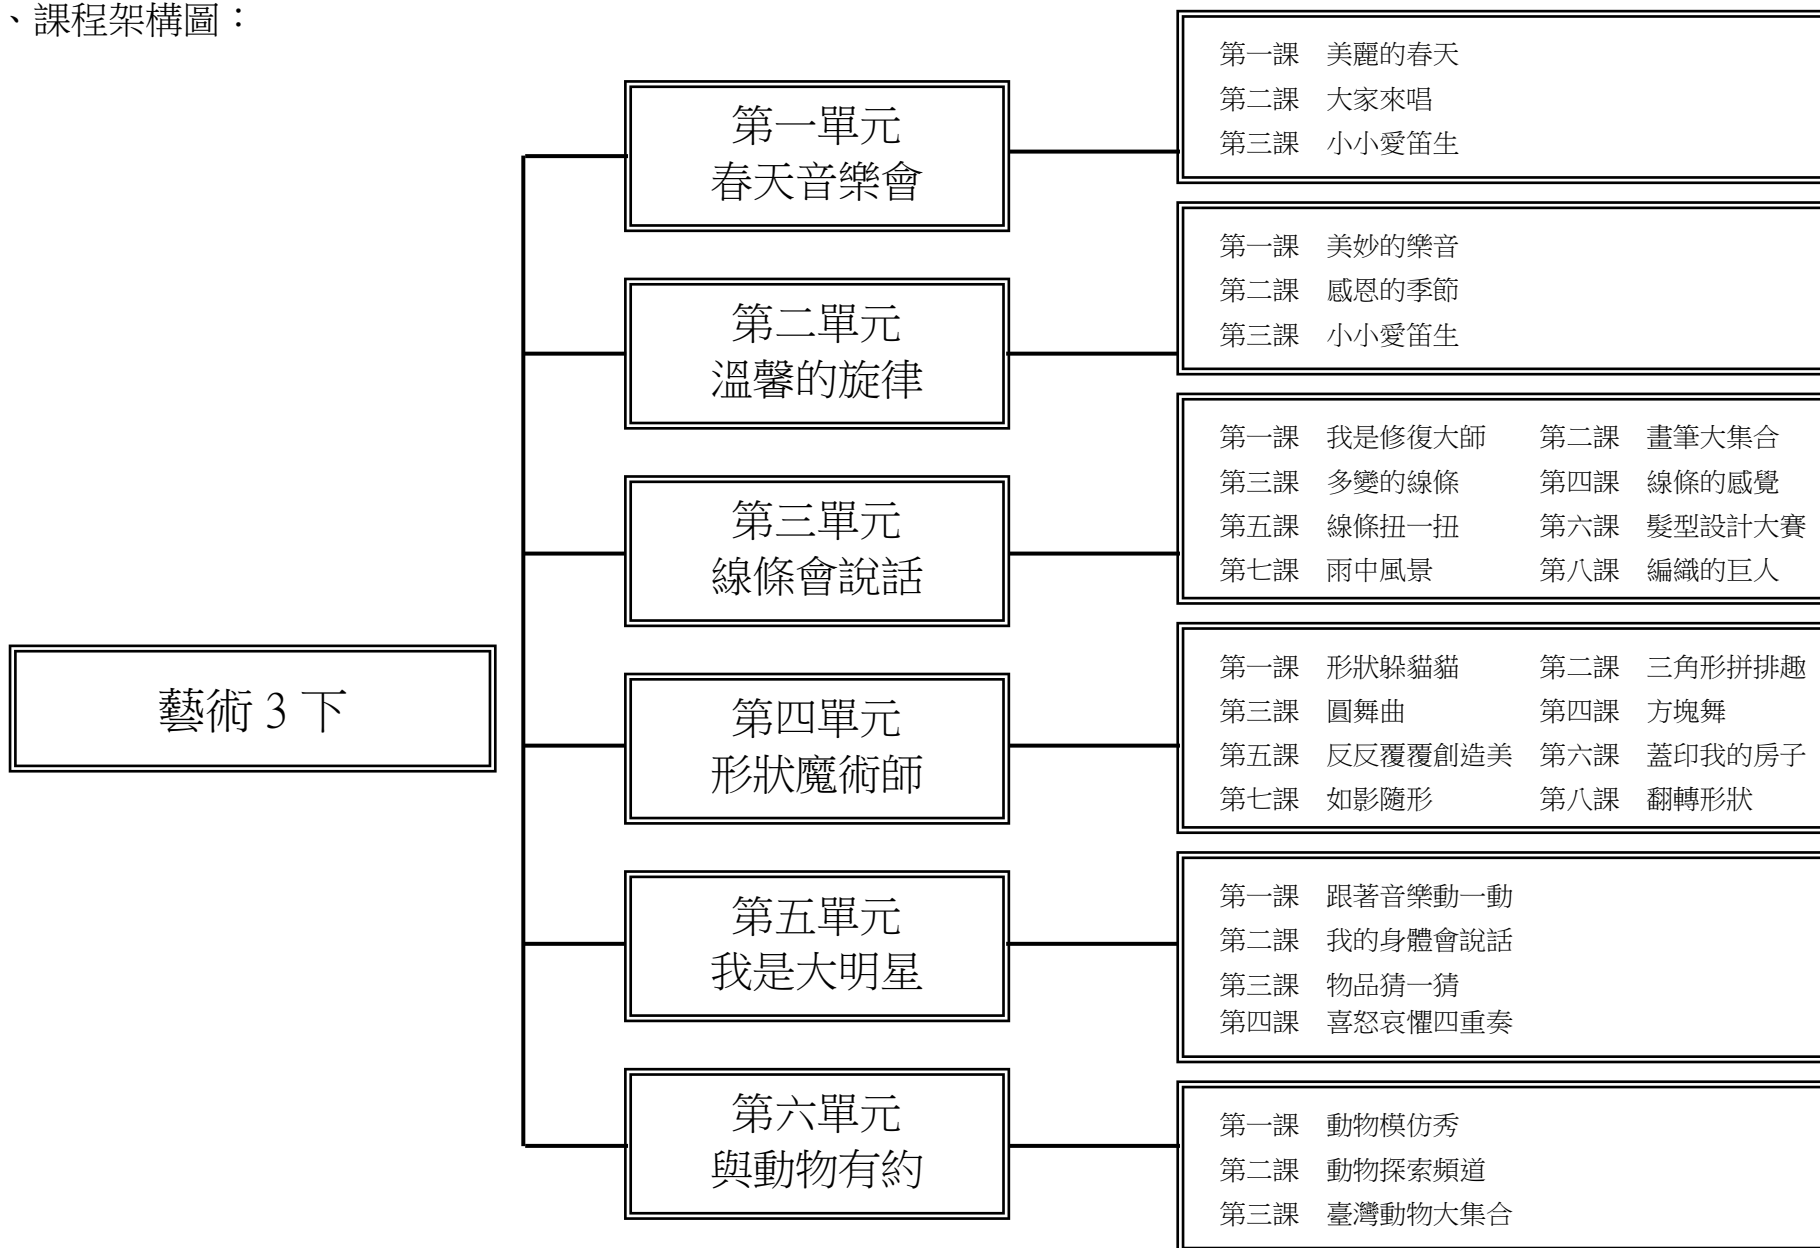 、課程架構圖：
藝術 3 下
第一單元
春天音樂會
第一課 美麗的春天
第二課 大家來唱
第三課 小小愛笛生
第二單元
溫馨的旋律
第一課 美妙的樂音
第二課 感恩的季節
第三課 小小愛笛生
第三單元
線條會說話
第一課 我是修復大師 第二課 畫筆大集合
第三課 多變的線條 第四課 線條的感覺
第五課 線條扭一扭 第六課 髮型設計大賽
第七課 雨中風景 第八課 編織的巨人
第四單元
形狀魔術師
第一課 形狀躲貓貓 第二課 三角形拼排趣
第三課 圓舞曲 第四課 方塊舞
第五課 反反覆覆創造美 第六課 蓋印我的房子
第七課 如影隨形 第八課 翻轉形狀
第五單元
我是大明星
第一課 跟著音樂動一動
第二課 我的身體會說話
第三課 物品猜一猜
第四課 喜怒哀懼四重奏
第六單元
與動物有約
第一課 動物模仿秀
第二課 動物探索頻道
第三課 臺灣動物大集合